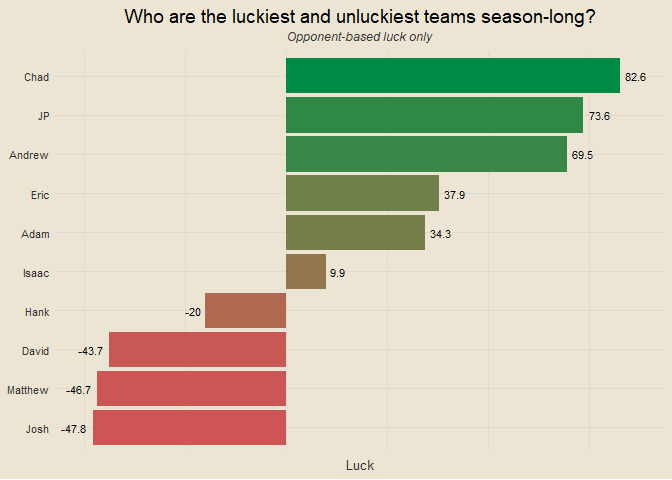 Who are the luckiest and unluckiest teams season-long?
Opponent-based luck only
Chad 82.6
JP 73.6
Andrew 69.5
Eric 37.9
Adam 34.3
Isaac 9.9
Hank -20
David -43.7
Matthew -46.7
Josh -47.8
Luck